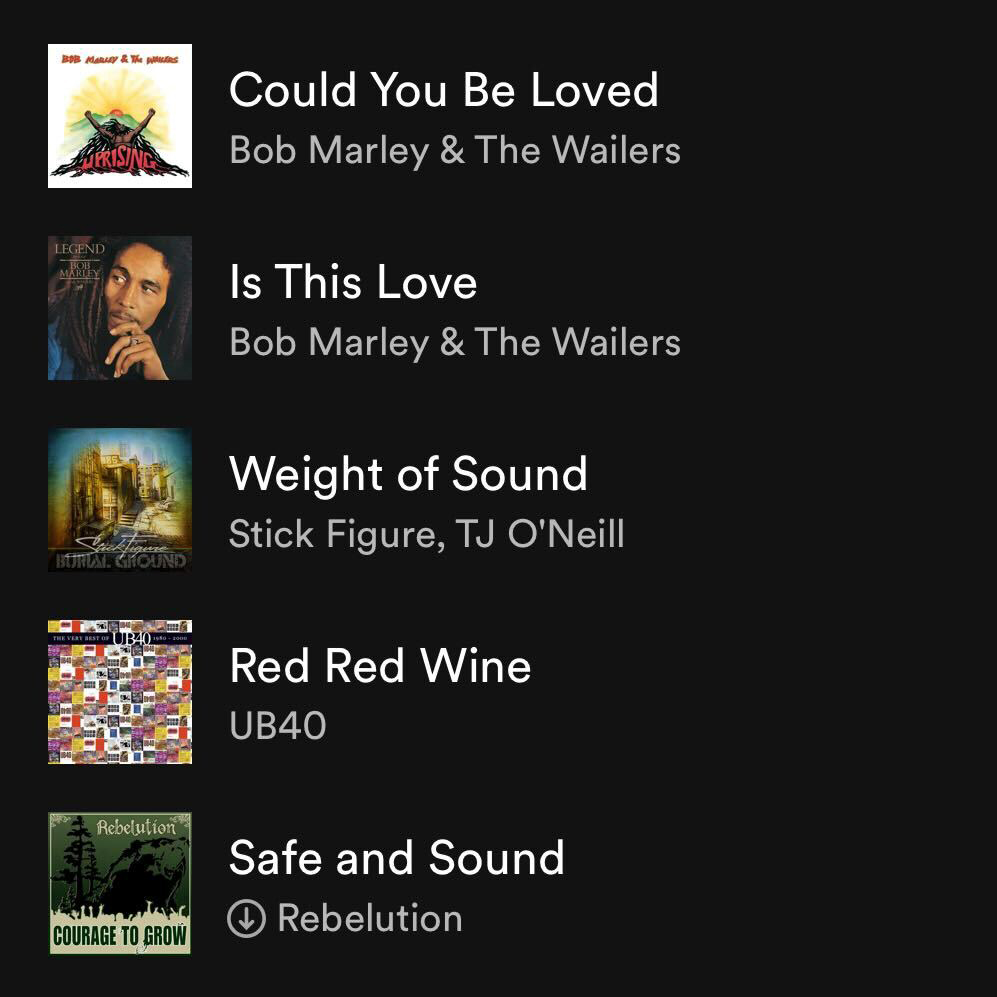 BOB MARLEY & THE WAILERS
UPRISING
Could You Be Loved
Bob Marley & The Wailers
LEGEND
BOB
MARLEY
Is This Love
Bob Marley & The Wailers
Stick Figure
BURIAL GROUND
Weight of Sound
Stick Figure, TJ O'Neill
THE VERY BEST OF UB40 1980 - 2000
Red Red Wine
UB40
Rebelution
COURAGE TO GROW
Safe and Sound
Rebelution